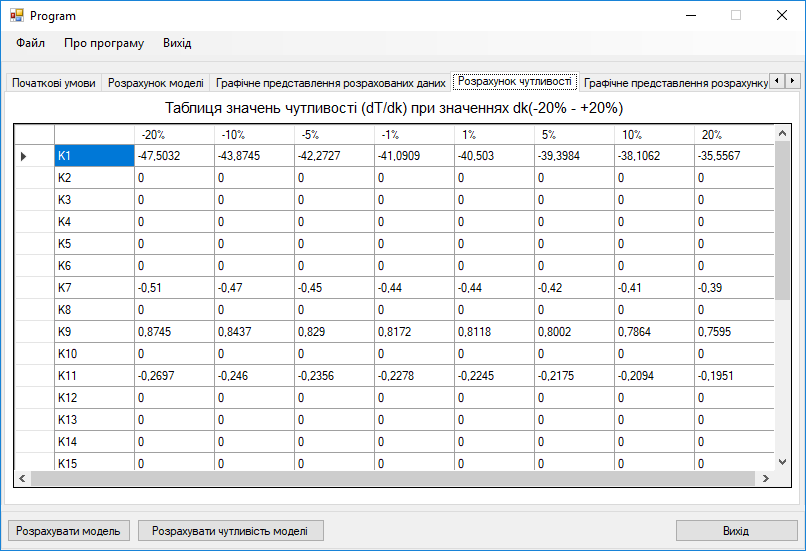 Program
Файл Про програму Вихід
Початкові умови Розрахунок моделі Графічне представлення розрахованих даних Розрахунок чутливості Графічне представлення розрахунку
Таблиця значень чутливості (dT/dk) при значеннях dk(-20% - +20%)
-20% -10% -5% -1% 1% 5% 10% 20%
K1 -47,5032 -43,8745 -42,2727 -41,0909 -40,503 -39,3984 -38,1062 -35,5567
K2 0 0 0 0 0 0 0 0
K3 0 0 0 0 0 0 0 0
K4 0 0 0 0 0 0 0 0
K5 0 0 0 0 0 0 0 0
K6 0 0 0 0 0 0 0 0
K7 -0,51 -0,47 -0,45 -0,44 -0,44 -0,42 -0,41 -0,39
K8 0 0 0 0 0 0 0 0
K9 0,8745 0,8437 0,829 0,8172 0,8118 0,8002 0,7864 0,7595
K10 0 0 0 0 0 0 0 0
K11 -0,2697 -0,246 -0,2356 -0,2278 -0,2245 -0,2175 -0,2094 -0,1951
K12 0 0 0 0 0 0 0 0
K13 0 0 0 0 0 0 0 0
K14 0 0 0 0 0 0 0 0
K15 0 0 0 0 0 0 0 0
Розрахувати модель Розрахувати чутливість моделі Вихід